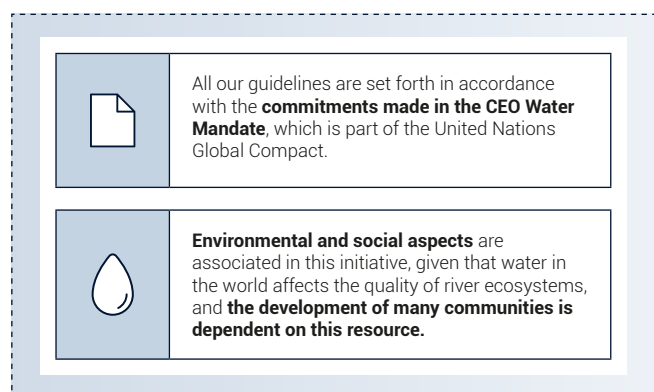 All our guidelines are set forth in accordance
with the commitments made in the CEO Water
Mandate, which is part of the United Nations
Global Compact.
Environmental and social aspects are
associated in this initiative, given that water in
the world affects the quality of river ecosystems,
and the development of many communities is
dependent on this resource.